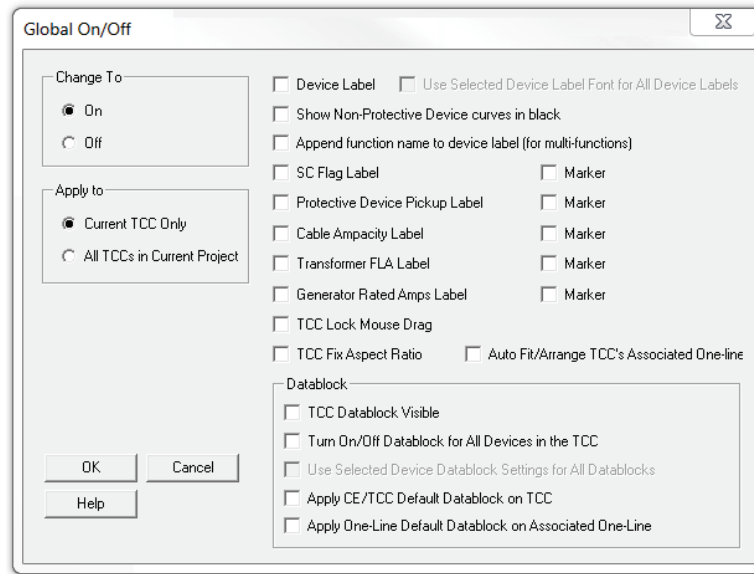 Global On/Off
Change To
On
Off
Apply to
Current TCC Only
All TCCs in Current Project
Device Label Use Selected Device Label Font for All Device Labels
Show Non-Protective Device curves in black
Append function name to device label (for multi-functions)
SC Flag Label Marker
Protective Device Pickup Label Marker
Cable Ampacity Label Marker
Transformer FLA Label Marker
Generator Rated Amps Label Marker
TCC Lock Mouse Drag
TCC Fix Aspect Ratio Auto Fit/Arrange TCC's Associated One-line
Datablock
TCC Datablock Visible
Turn On/Off Datablock for All Devices in the TCC
Use Selected Device Datablock Settings for All Datablocks
Apply CE/TCC Default Datablock on TCC
Apply One-Line Default Datablock on Associated One-Line
OK Cancel
Help